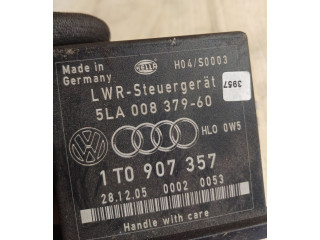 Made in
Germany
HELLA
H04/S0003
LWR-Steuergerät
5LA 008 379-60
3957
HLO 0W5
1T0 907 357
28.12.05 0002 0053
Handle with care